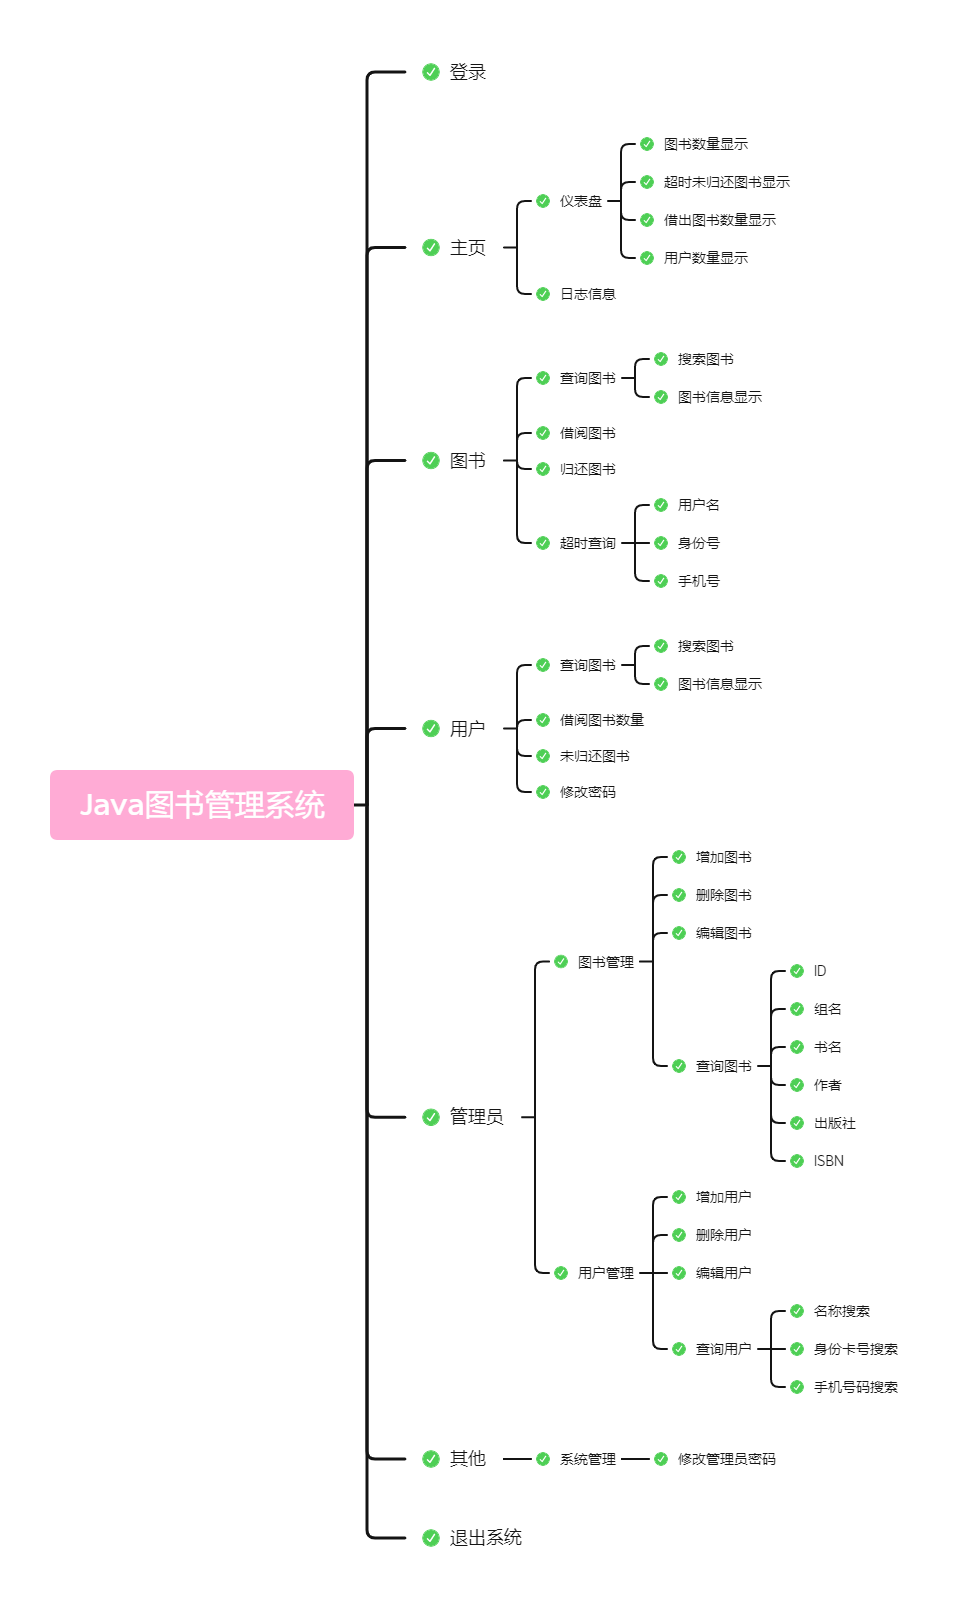 登录
图书数量显示
超时未归还图书显示
仪表盘
借出图书数量显示
主页
用户数量显示
日志信息
搜索图书
查询图书
图书信息显示
借阅图书
图书
归还图书
用户名
超时查询
身份号
手机号
搜索图书
查询图书
图书信息显示
借阅图书数量
用户
未归还图书
修改密码
Java图书管理系统
增加图书
删除图书
编辑图书
图书管理
ID
组名
书名
查询图书
作者
管理员
出版社
ISBN
增加用户
删除用户
用户管理
编辑用户
名称搜索
查询用户
身份卡号搜索
手机号码搜索
其他
系统管理
修改管理员密码
退出系统